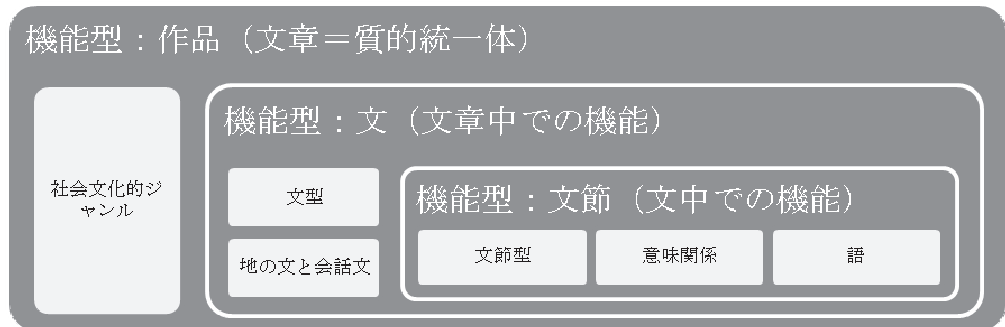 機能型：作品（文章＝質的統一体）
社会文化的ジ
ャンル
機能型：文（文章中での機能）
文型
地の文と会話文
機能型：文節（文中での機能）
文節型
意味関係
語